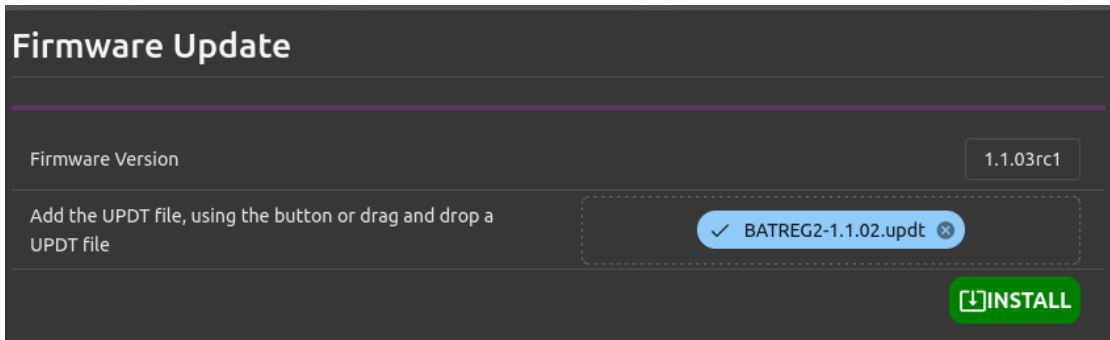 Firmware Update
Firmware Version
1.1.03rc1
Add the UPDT file, using the button or drag and drop a
UPDT file
BATREG2-1.1.02.updt
INSTALL